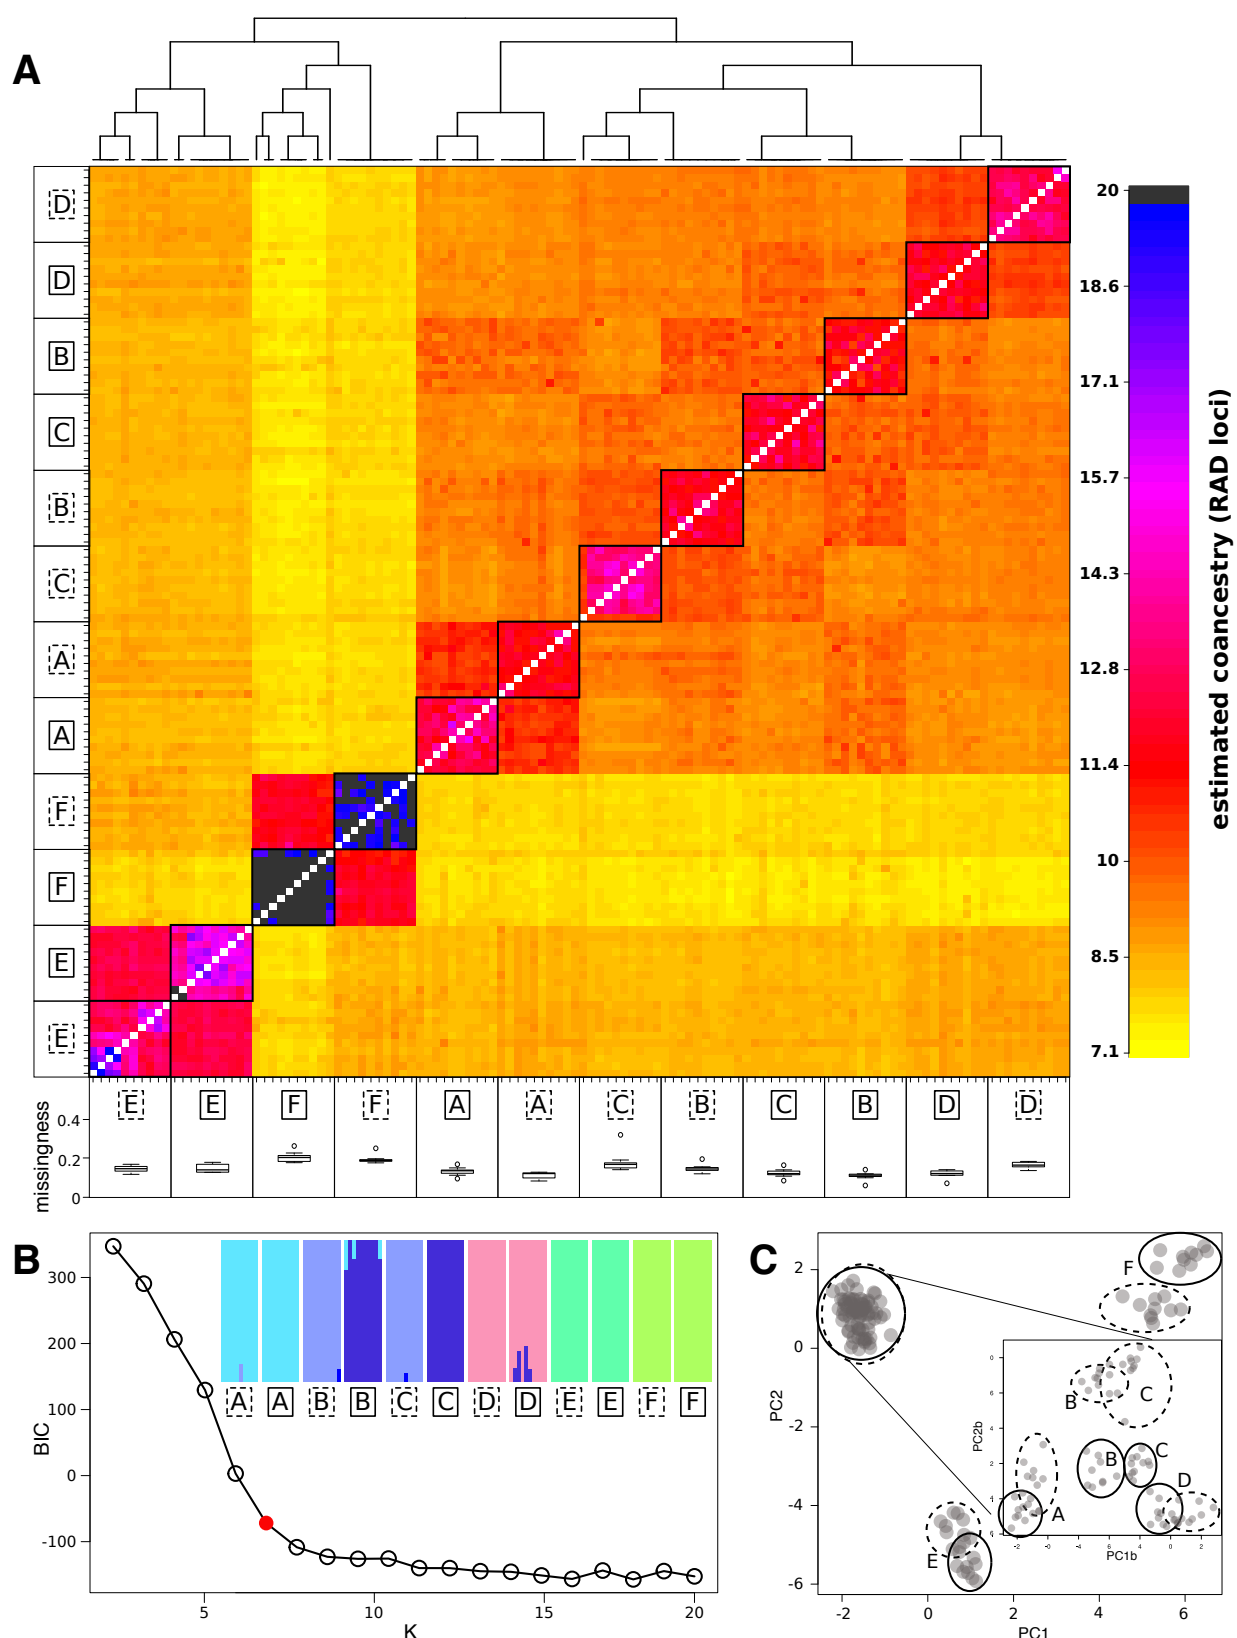 A
D
D
B
C
B
C
A
A
F
F
E
E
20
18.6
17.1
15.7
14.3
12.8
11.4
10
8.5
7.1
estimated coancestry (RAD loci)
E E F F A A C B C B D D
missingness
0.4
0.2
0
B
BIC
300
200
100
0
-100
A A B B C C D D E E F F
5 10 15 20
K
C
PC2
2
0
-2
-4
-6
F
E
PC2b
B C
B C
D
A
PC1b
-2 0 2 4 6
PC1